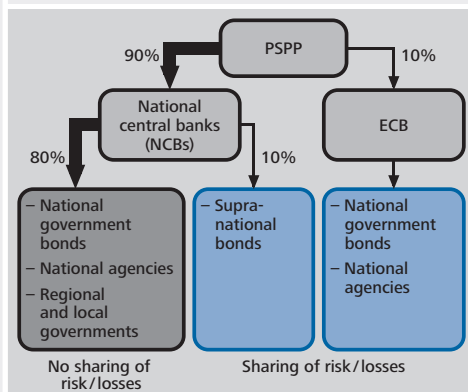 PSPP
90%
10%
National
central banks
(NCBs)
ECB
80%
10%
– National
government
bonds
– National agencies
– Regional
and local
governments
– Supra-
national
bonds
– National
government
bonds
– National
agencies
No sharing of
risk/losses
Sharing of risk/losses